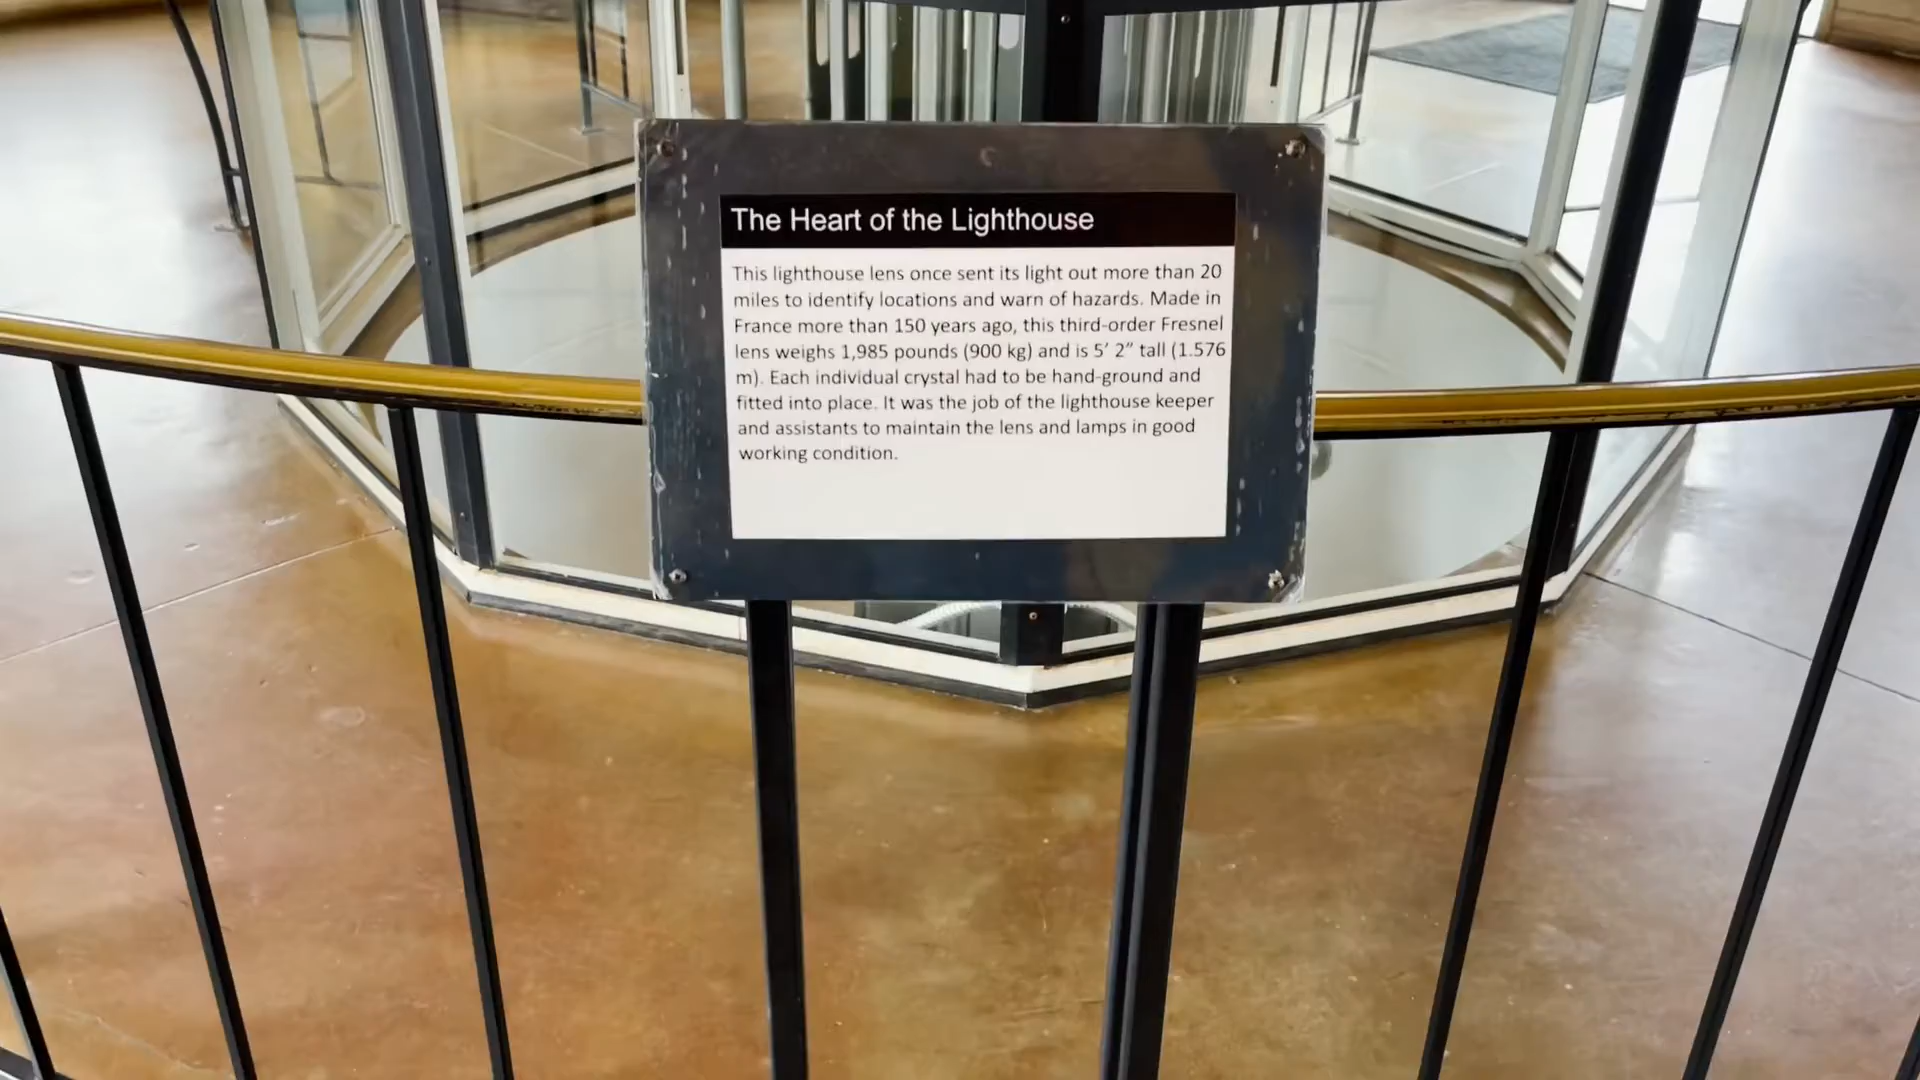 The Heart of the Lighthouse
This lighthouse lens once sent its light out more than 20
miles to identify locations and warn of hazards. Made in
France more than 150 years ago, this third-order Fresnel
lens weighs 1,985 pounds (900 kg) and is 5’ 2” tall (1.576
m). Each individual crystal had to be hand-ground and
fitted into place. It was the job of the lighthouse keeper
and assistants to maintain the lens and lamps in good
working condition.